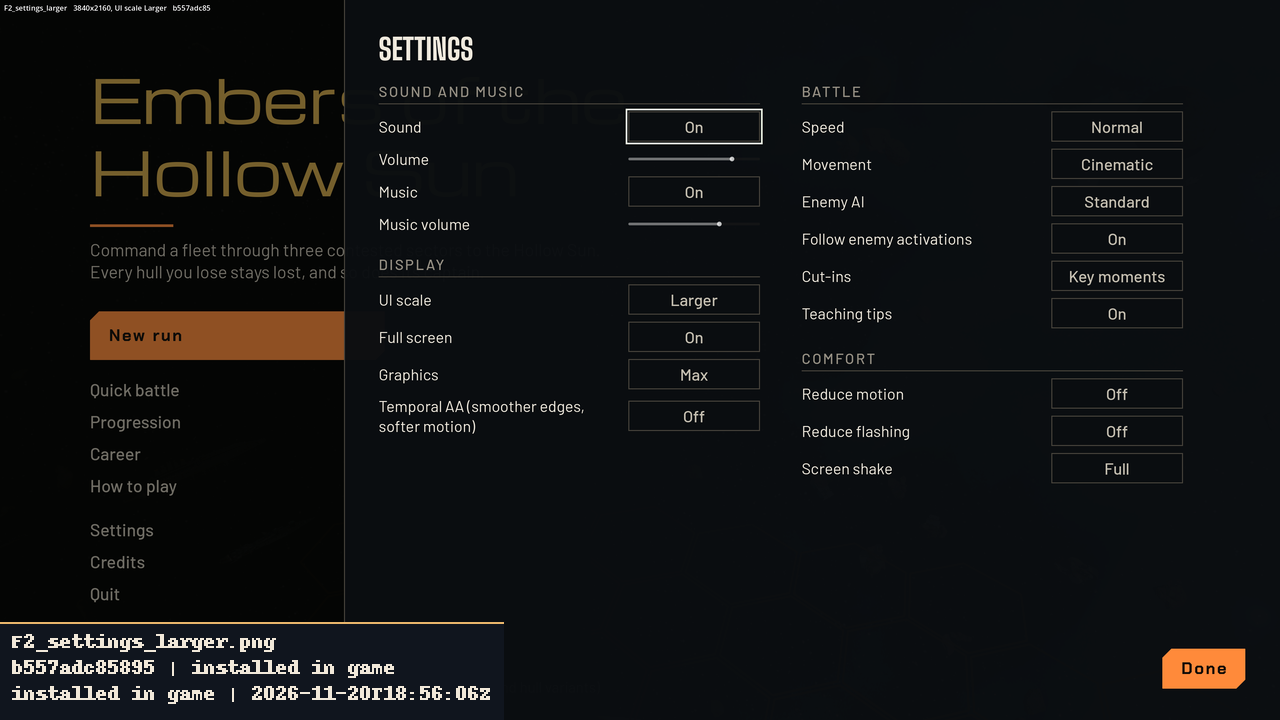 F2_settings_larger 3840x2160, UI scale Larger b557adc85
Embers of the
Hollow Sun
Command a fleet through three co
Every hull you lose stays lost, and s
New run
Quick battle
Progression
Career
How to play
Settings
Credits
Quit
SETTINGS
SOUND AND MUSIC
Sound On
Volume
Music On
Music volume
DISPLAY
UI scale Larger
Full screen On
Graphics Max
Temporal AA (smoother edges,
softer motion) Off
BATTLE
Speed Normal
Movement Cinematic
Enemy AI Standard
Follow enemy activations On
Cut-ins Key moments
Teaching tips On
COMFORT
Reduce motion Off
Reduce flashing Off
Screen shake Full
Done
F2_settings_larger.png
b557adc85895 | installed in game
installed in game | 2026-11-20T18:56:06Z